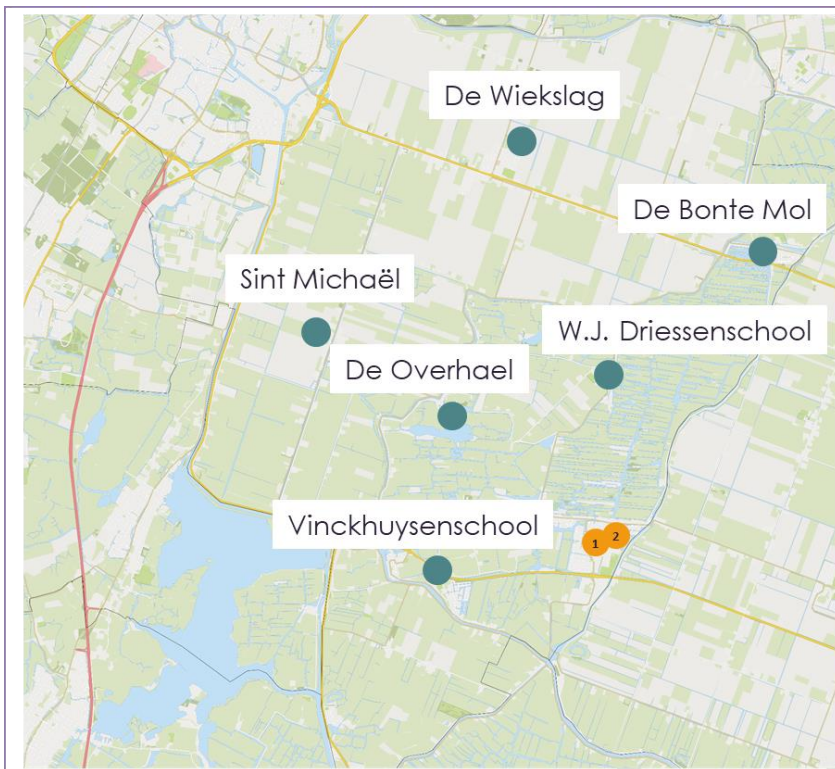 De Wiekslag
De Bonte Mol
Sint Michaël
W.J. Driessenschool
De Overhael
Vinckhuysenschool
1
2